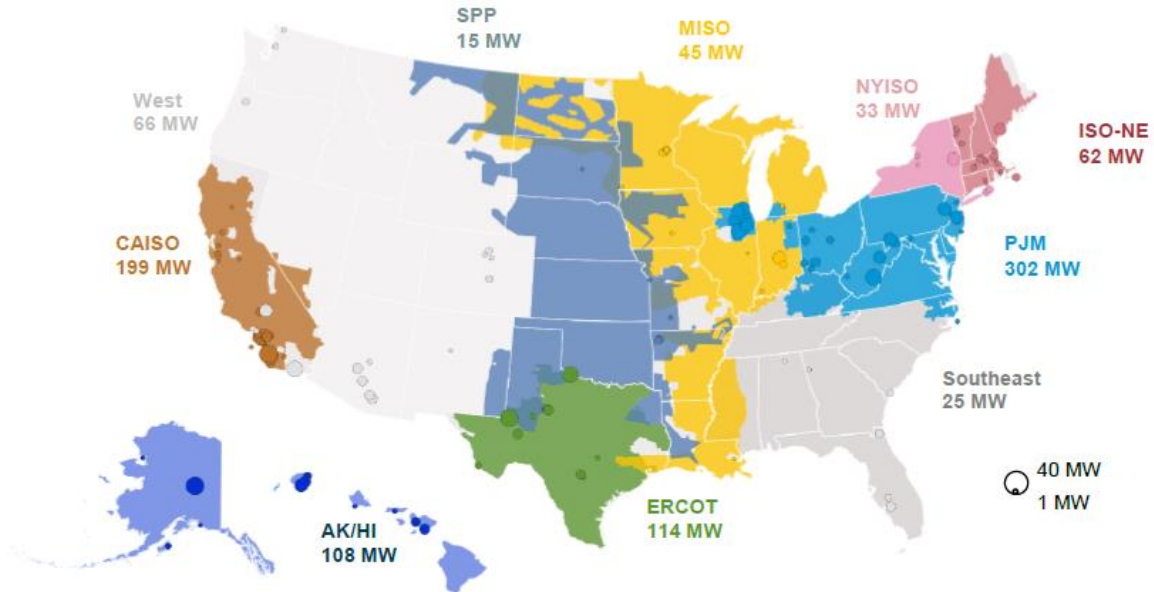 SPP
15 MW
MISO
45 MW
West
66 MW
NYISO
33 MW
ISO-NE
62 MW
CAISO
199 MW
PJM
302 MW
Southeast
25 MW
40 MW
1 MW
ERCOT
114 MW
AK/HI
108 MW